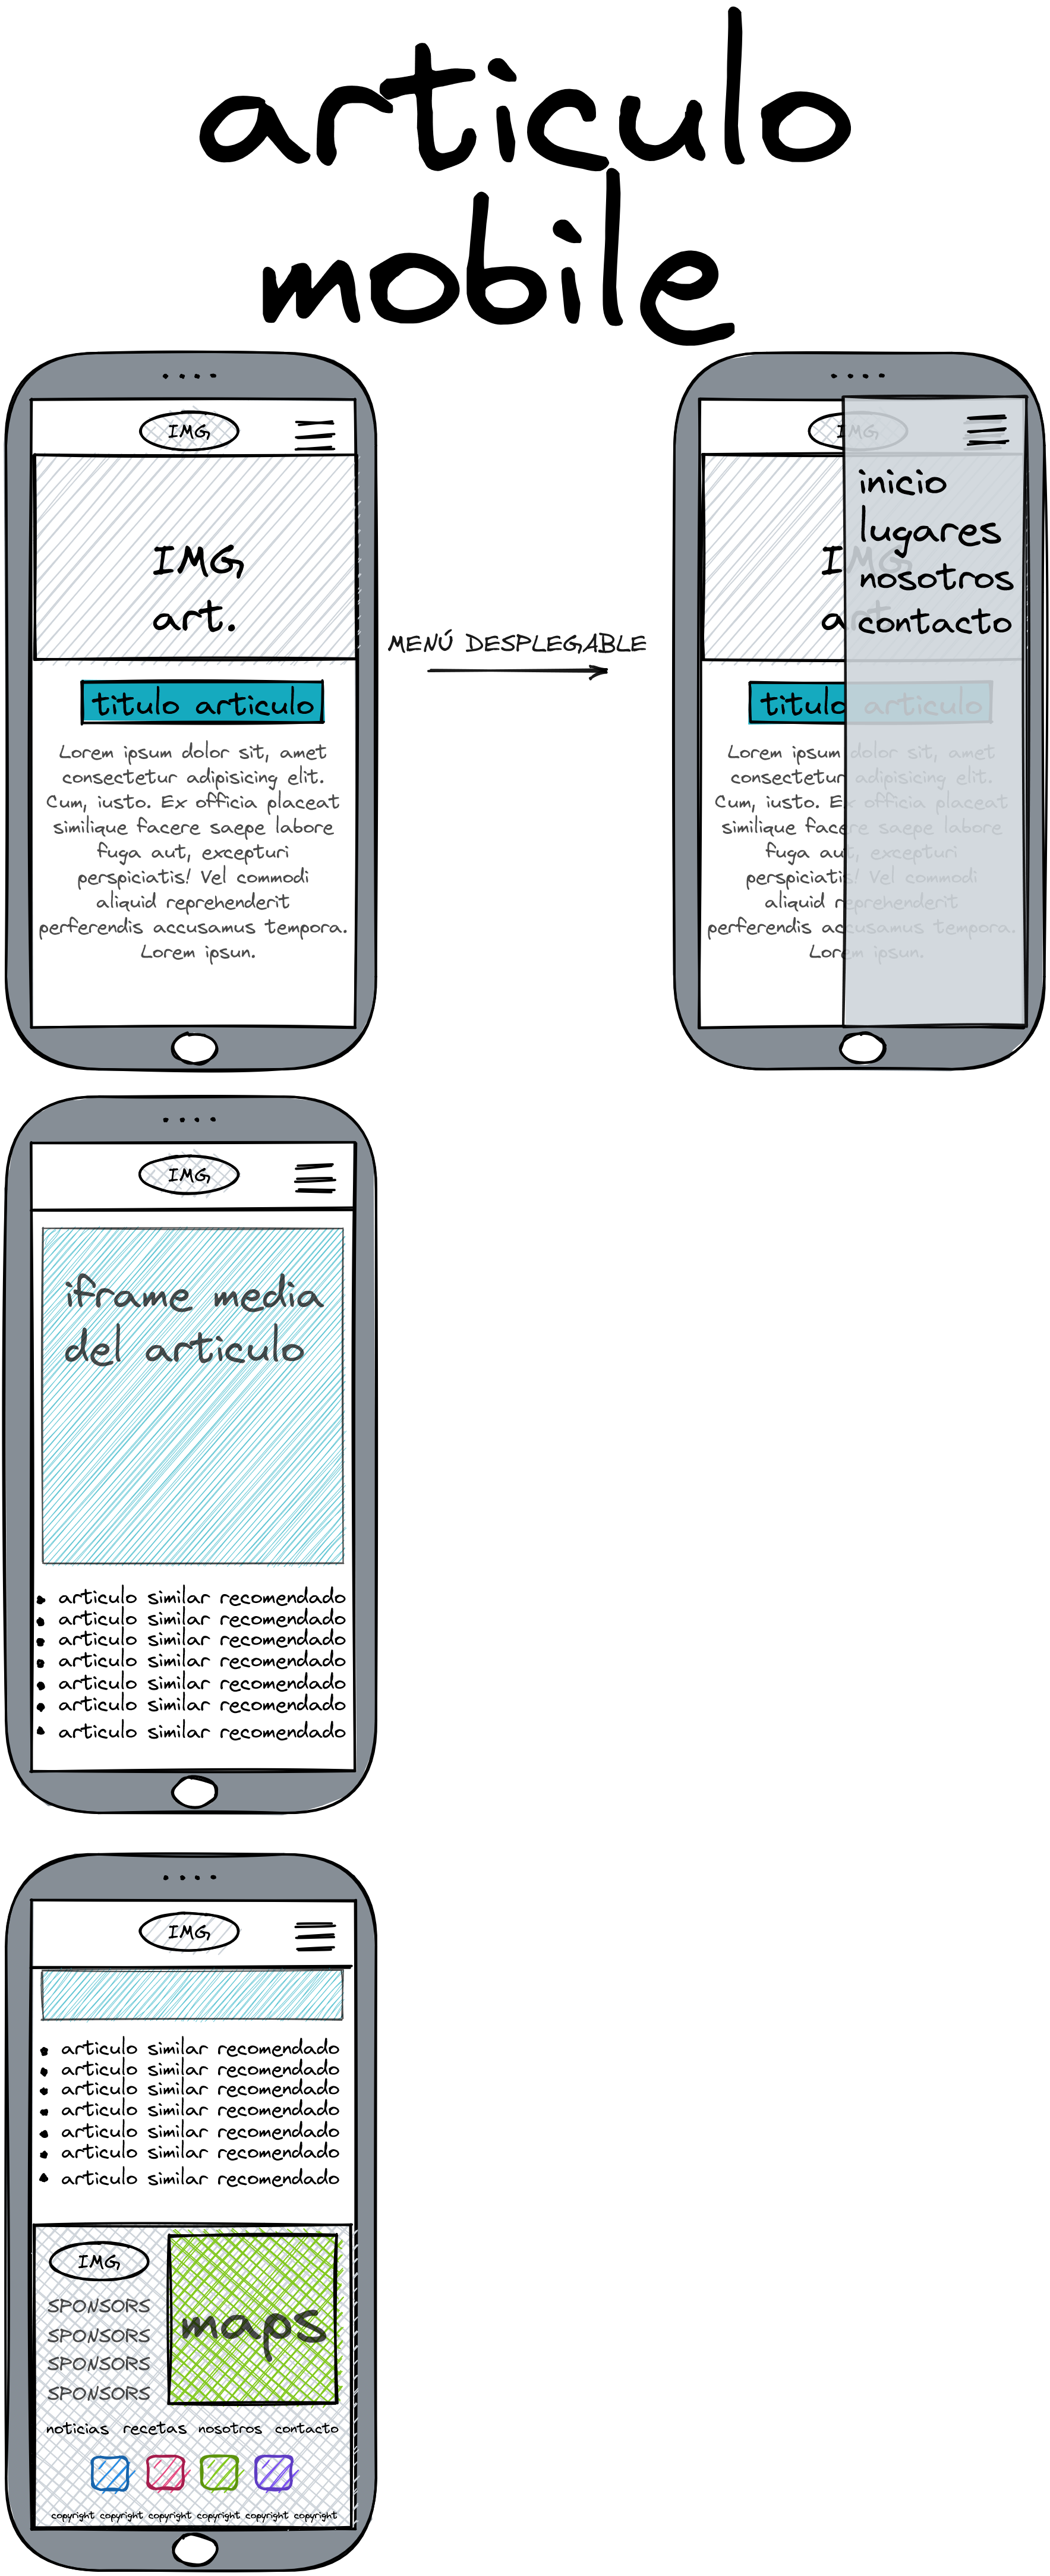 articulo
mobile
IMG
IMG
art.
titulo articulo
Lorem ipsum dolor sit, amet
consectetur adipisicing elit.
Cum, iusto. Ex officia placeat
similique facere saepe labore
fuga aut, excepturi
perspiciatis! Vel commodi
aliquid reprehenderit
perferendis accusamus tempora.
Lorem ipsun.
MENÚ DESPLEGABLE
IMG
inicio
lugares
nosotros
contacto
IMG
art.
titulo articulo
Lorem ipsum dolor sit, amet
consectetur adipisicing elit.
Cum, iusto. Ex officia placeat
similique facere saepe labore
fuga aut, excepturi
perspiciatis! Vel commodi
aliquid reprehenderit
perferendis accusamus tempora.
Lorem ipsun.
IMG
iframe media
del articulo
articulo similar recomendado
articulo similar recomendado
articulo similar recomendado
articulo similar recomendado
articulo similar recomendado
articulo similar recomendado
articulo similar recomendado
IMG
articulo similar recomendado
articulo similar recomendado
articulo similar recomendado
articulo similar recomendado
articulo similar recomendado
articulo similar recomendado
articulo similar recomendado
IMG
SPONSORS
SPONSORS
SPONSORS
SPONSORS
maps
noticias recetas nosotros contacto
copyright copyright copyright copyright copyright copyright